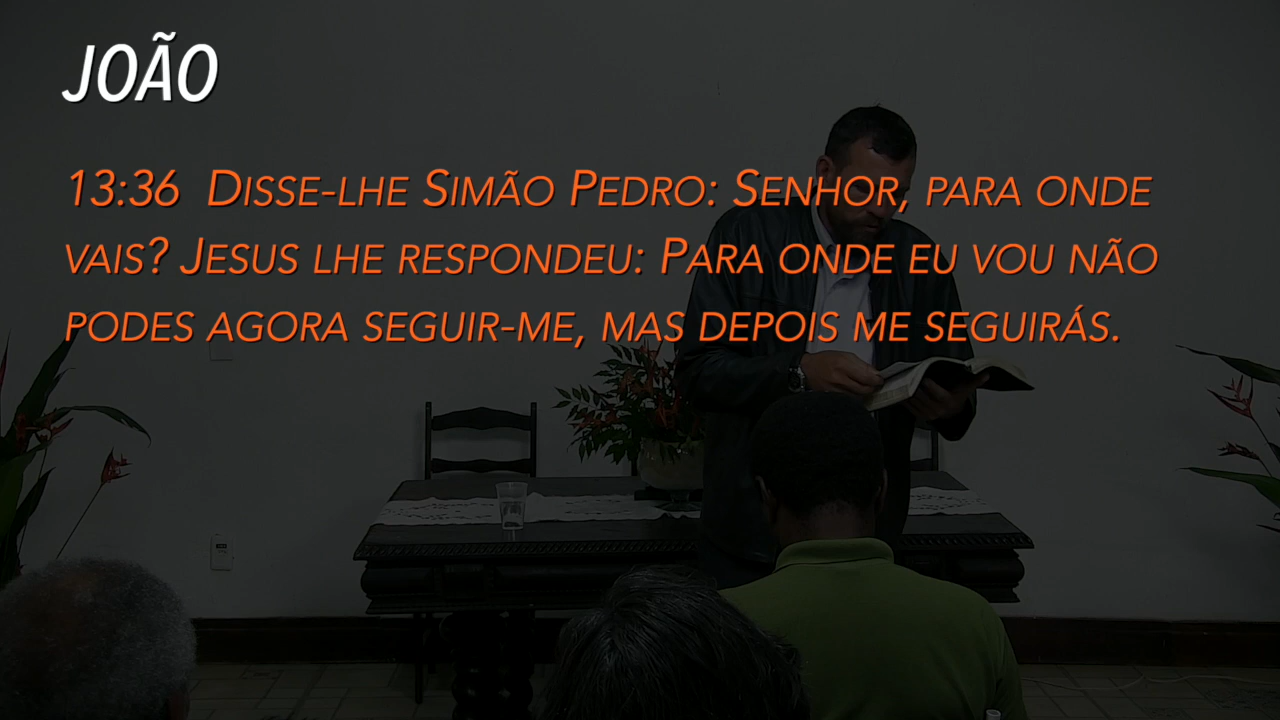 JOÃO
13:36 Disse-lhe Simão Pedro: Senhor, para onde
vais? Jesus lhe respondeu: Para onde eu vou não
podes agora seguir-me, mas depois me seguirás.